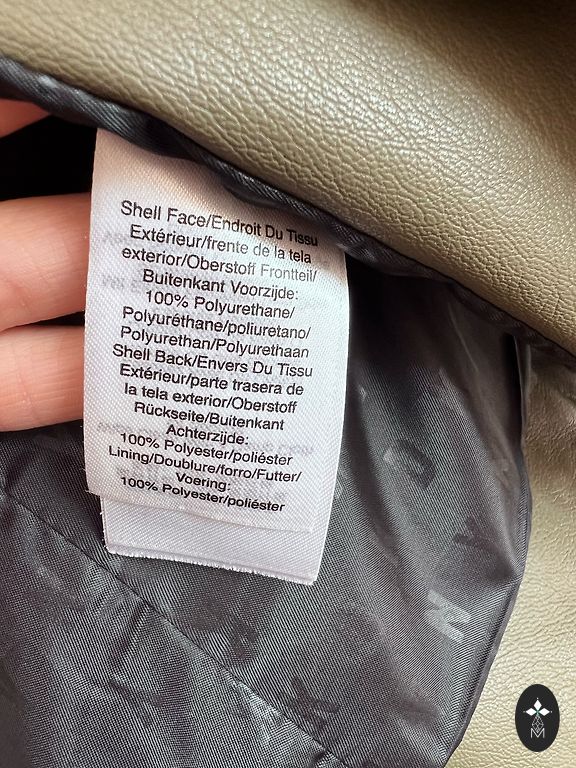 Shell Face/Endroit Du Tissu
Extérieur/frente de la tela
exterior/Oberstoff Frontteil/
Buitenkant Voorzijde:
100% Polyurethane/
Polyuréthane/poliuretano/
Polyurethan/Polyurethaan
Shell Back/Envers Du Tissu
Extérieur/parte trasera de
la tela exterior/Oberstoff
Rückseite/Buitenkant
Achterzijde:
100% Polyester/poliéster
Lining/Doublure/forro/Futter/
Voering:
100% Polyester/poliéster